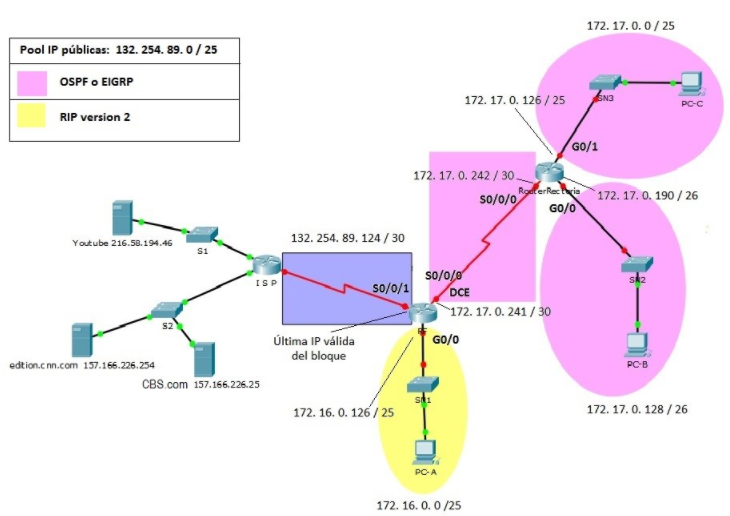 Pool IP públicas: 132. 254. 89. 0 / 25
OSPF o EIGRP
RIP version 2
172. 17. 0. 0 / 25
SN3
PC-C
172. 17. 0. 126 / 25
G0/1
172. 17. 0. 242 / 30
RouterRectoria
S0/0/0
G0/0
172. 17. 0. 190 / 26
Youtube 216.58.194.46
S1
132. 254. 89. 124 / 30
I S P
S0/0/1
S0/0/0
DCE
SN2
172. 17. 0. 241 / 30
S2
Última IP válida
del bloque
G0/0
PC-B
edtion.cnn.com 157.166.226.254
CBS.com 157.166.226.25
172. 17. 0. 128 / 26
SN1
172. 16. 0. 126 / 25
PC-A
172. 16. 0. 0 /25